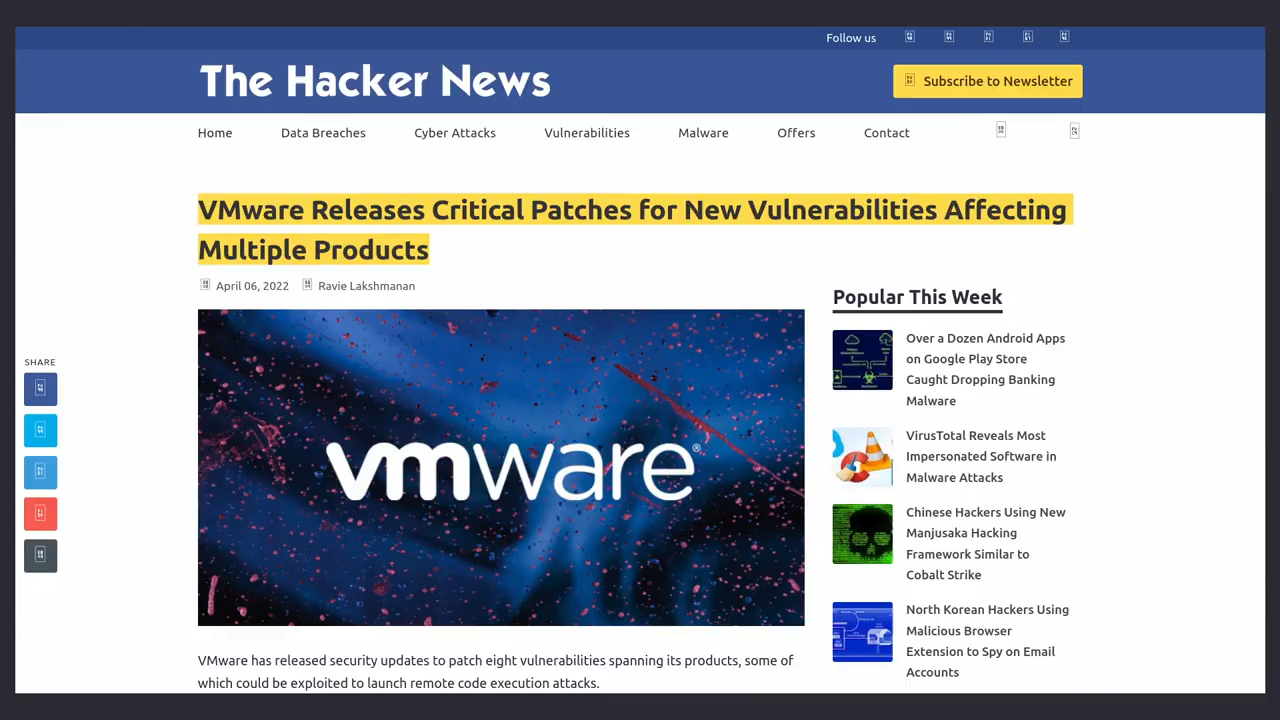 Follow us
The Hacker News
Subscribe to Newsletter
Home Data Breaches Cyber Attacks Vulnerabilities Malware Offers Contact
VMware Releases Critical Patches for New Vulnerabilities Affecting
Multiple Products
April 06, 2022 Ravie Lakshmanan
SHARE
vmware®
VMware has released security updates to patch eight vulnerabilities spanning its products, some of
which could be exploited to launch remote code execution attacks.
Popular This Week
Over a Dozen Android Apps
on Google Play Store
Caught Dropping Banking
Malware
VirusTotal Reveals Most
Impersonated Software in
Malware Attacks
Chinese Hackers Using New
Manjusaka Hacking
Framework Similar to
Cobalt Strike
North Korean Hackers Using
Malicious Browser
Extension to Spy on Email
Accounts